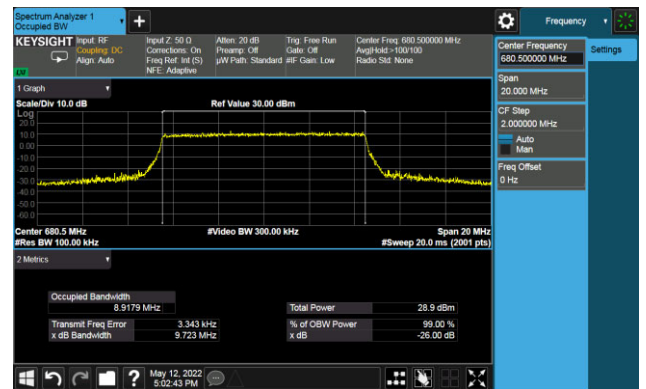 Spectrum Analyzer 1
Occupied BW
Frequency
KEYSIGHT
Input: RF
Coupling: DC
Align: Auto
Input Z: 50 Ω
Corrections: On
Freq Ref: Int (S)
NFE: Adaptive
Atten: 20 dB
Preamp: Off
µW Path: Standard
Trig: Free Run
Gate: Off
#IF Gain: Low
Center Freq: 680.500000 MHz
Avg|Hold:>100/100
Radio Std: None
Center Frequency
680.500000 MHz
Settings
Span
20.000 MHz
CF Step
2.000000 MHz
Auto
Man
Freq Offset
0 Hz
1 Graph
Scale/Div 10.0 dB
Ref Value 30.00 dBm
Log
20.0
10.0
0.00
-10.0
-20.0
-30.0
-40.0
-50.0
-60.0
Center 680.5 MHz
#Video BW 300.00 kHz
Span 20 MHz
#Res BW 100.00 kHz
#Sweep 20.0 ms (2001 pts)
2 Metrics
Occupied Bandwidth
8.9179 MHz
Total Power
28.9 dBm
Transmit Freq Error
3.343 kHz
% of OBW Power
99.00 %
x dB Bandwidth
9.723 MHz
x dB
-26.00 dB
?
May 12, 2022
5:02:43 PM